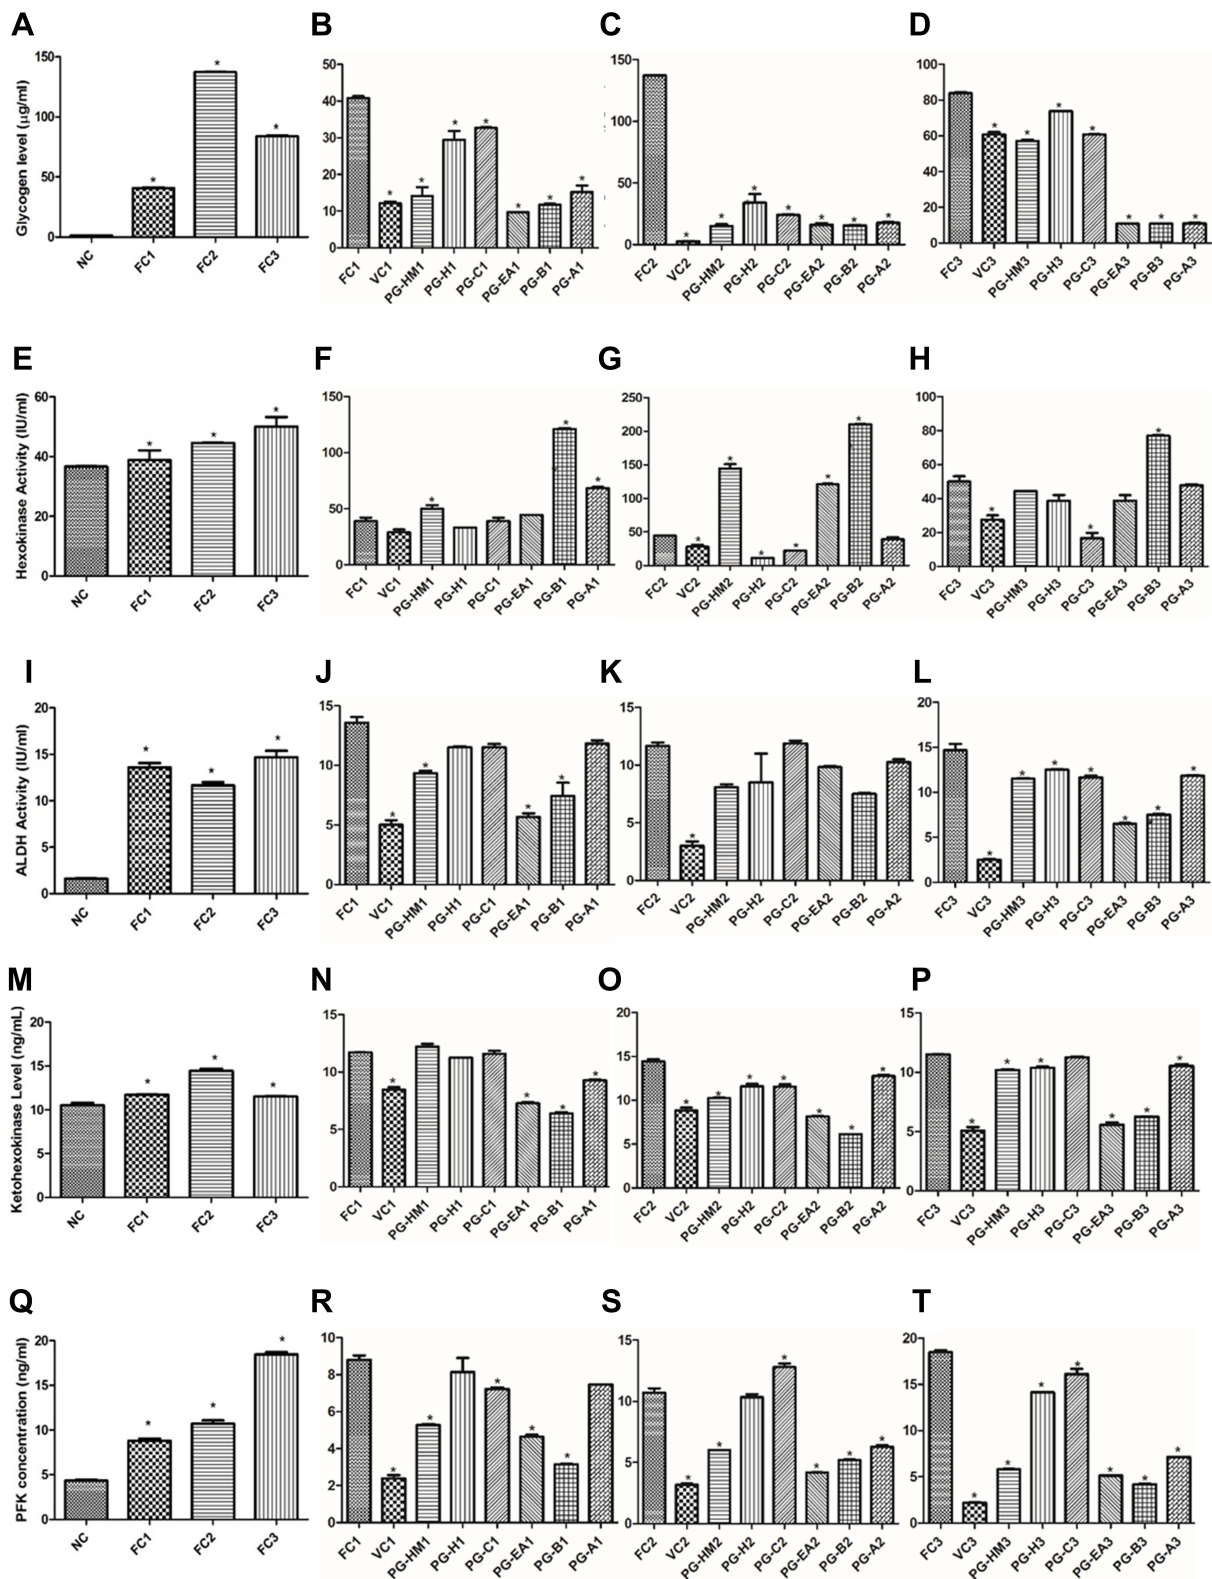 A B C D
Glycogen level (µg/ml)
150
100
50
0
NC FC1 FC2 FC3
* * *
50
40
30
20
10
0
FC1 VC1 PG-HM1 PG-H1 PG-C1 PG-EA1 PG-B1 PG-A1
* * * * * * *
150
100
50
0
FC2 VC2 PG-HM2 PG-H2 PG-C2 PG-EA2 PG-B2 PG-A2
* * * * * * *
100
80
60
40
20
0
FC3 VC3 PG-HM3 PG-H3 PG-C3 PG-EA3 PG-B3 PG-A3
* * * * * * *
E F G H
Hexokinase Activity (IU/ml)
60
40
20
0
NC FC1 FC2 FC3
* * *
150
100
50
0
FC1 VC1 PG-HM1 PG-H1 PG-C1 PG-EA1 PG-B1 PG-A1
* * *
250
200
150
100
50
0
FC2 VC2 PG-HM2 PG-H2 PG-C2 PG-EA2 PG-B2 PG-A2
* * * * * *
100
80
60
40
20
0
FC3 VC3 PG-HM3 PG-H3 PG-C3 PG-EA3 PG-B3 PG-A3
* * *
I J K L
ALDH Activity (IU/ml)
20
15
10
5
0
NC FC1 FC2 FC3
* * *
15
10
5
0
FC1 VC1 PG-HM1 PG-H1 PG-C1 PG-EA1 PG-B1 PG-A1
* * * *
15
10
5
0
FC2 VC2 PG-HM2 PG-H2 PG-C2 PG-EA2 PG-B2 PG-A2
*
20
15
10
5
0
FC3 VC3 PG-HM3 PG-H3 PG-C3 PG-EA3 PG-B3 PG-A3
* * * * * * *
M N O P
Ketohexokinase Level (ng/mL)
20
15
10
5
0
NC FC1 FC2 FC3
* * *
15
10
5
0
FC1 VC1 PG-HM1 PG-H1 PG-C1 PG-EA1 PG-B1 PG-A1
* * * *
20
15
10
5
0
FC2 VC2 PG-HM2 PG-H2 PG-C2 PG-EA2 PG-B2 PG-A2
* * * * * * *
15
10
5
0
FC3 VC3 PG-HM3 PG-H3 PG-C3 PG-EA3 PG-B3 PG-A3
* * * * * *
Q R S T
PFK concentration (ng/ml)
20
15
10
5
0
NC FC1 FC2 FC3
* * *
10
8
6
4
2
0
FC1 VC1 PG-HM1 PG-H1 PG-C1 PG-EA1 PG-B1 PG-A1
* * * * *
15
10
5
0
FC2 VC2 PG-HM2 PG-H2 PG-C2 PG-EA2 PG-B2 PG-A2
* * * * * *
20
15
10
5
0
FC3 VC3 PG-HM3 PG-H3 PG-C3 PG-EA3 PG-B3 PG-A3
* * * * * * *